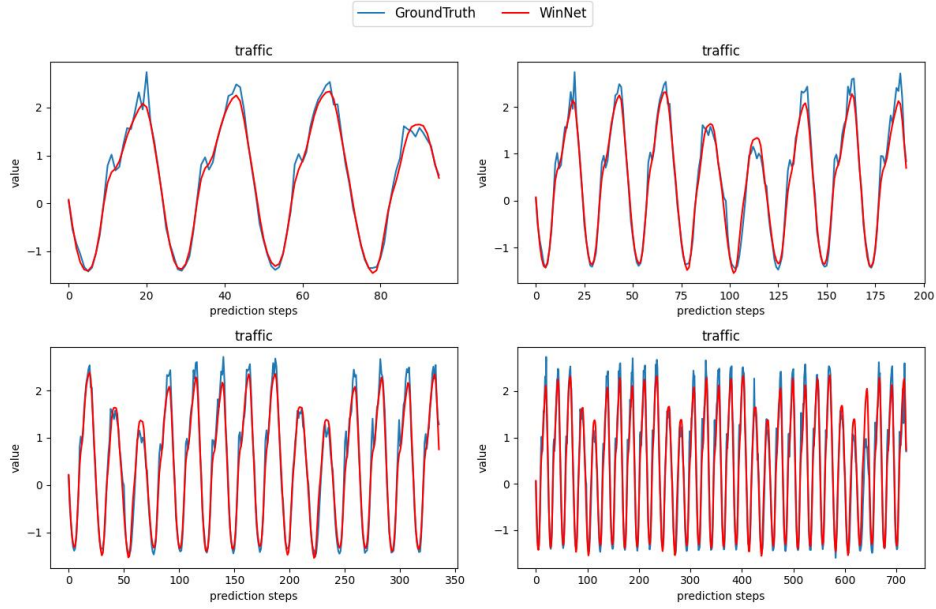 GroundTruth WinNet
traffic traffic
2
1
0
−1
value
0 20 40 60 80
prediction steps
2
1
0
−1
value
0 25 50 75 100 125 150 175 200
prediction steps
traffic traffic
2
1
0
−1
value
0 50 100 150 200 250 300 350
prediction steps
2
1
0
−1
value
0 100 200 300 400 500 600 700
prediction steps